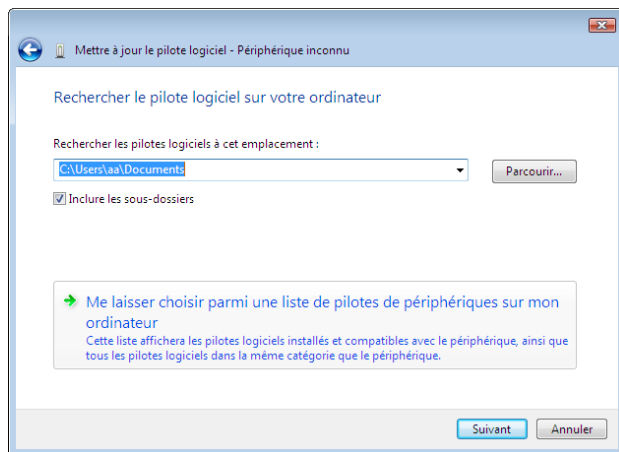 Mettre à jour le pilote logiciel - Périphérique inconnu
Rechercher le pilote logiciel sur votre ordinateur
Rechercher les pilotes logiciels à cet emplacement :
C:\Users\aa\Documents
Parcourir...
Inclure les sous-dossiers
Me laisser choisir parmi une liste de pilotes de périphériques sur mon
ordinateur
Cette liste affichera les pilotes logiciels installés et compatibles avec le périphérique, ainsi que
tous les pilotes logiciels dans la même catégorie que le périphérique.
Suivant
Annuler